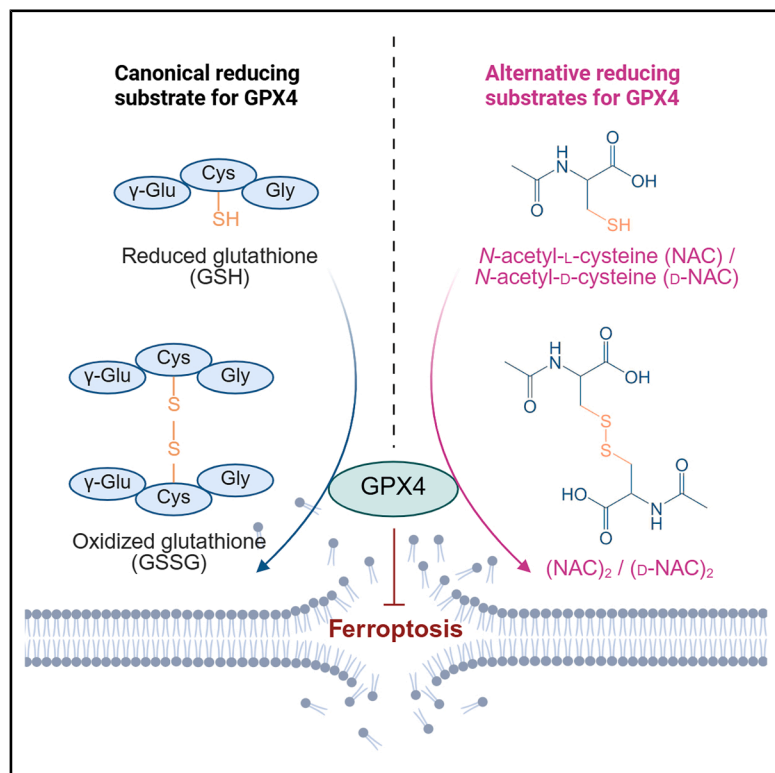 Canonical reducing
substrate for GPX4
Alternative reducing
substrates for GPX4
γ-Glu
Cys
Gly
SH
Reduced glutathione
(GSH)
H
N
O
OH
O
SH
N-acetyl-L-cysteine (NAC) /
N-acetyl-D-cysteine (D-NAC)
γ-Glu
Cys
Gly
S
S
γ-Glu
Cys
Gly
Oxidized glutathione
(GSSG)
H
N
O
OH
O
S
S
HO
O
N
H
O
(NAC)₂ / (D-NAC)₂
GPX4
Ferroptosis